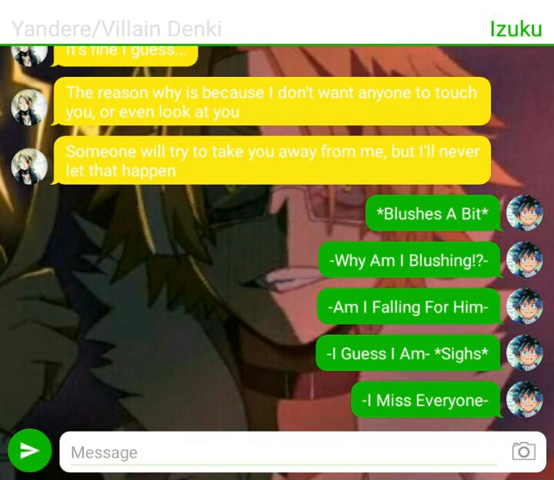 Yandere/Villain Denki
Izuku
It's fine I guess...
The reason why is because I don't want anyone to touch
you, or even look at you
Someone will try to take you away from me, but I'll never
let that happen
*Blushes A Bit*
-Why Am I Blushing!?-
-Am I Falling For Him-
-I Guess I Am- *Sighs*
-I Miss Everyone-
Message